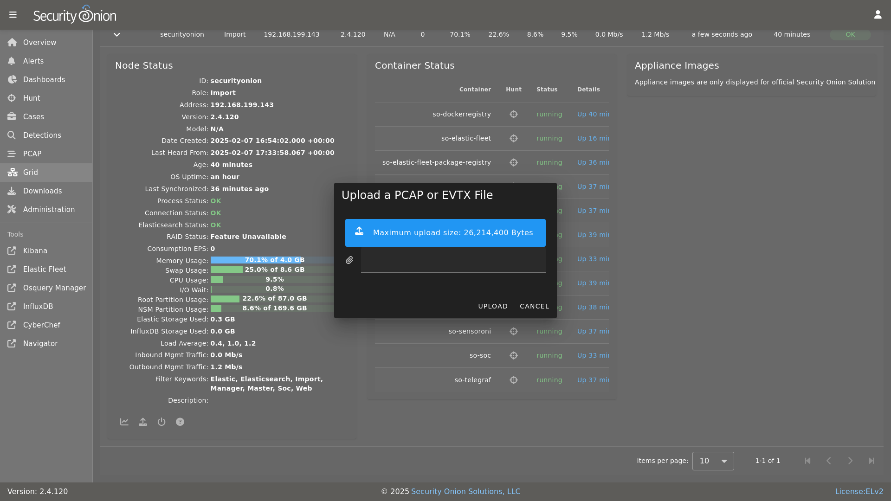 Security Onion
securityonion Import 192.168.199.143 2.4.120 N/A 0 70.1% 22.6% 8.6% 9.5% 0.0 Mb/s 1.2 Mb/s a few seconds ago 40 minutes OK
Overview
Alerts
Dashboards
Hunt
Cases
Detections
PCAP
Grid
Downloads
Administration
Tools
Kibana
Elastic Fleet
Osquery Manager
InfluxDB
CyberChef
Navigator
Node Status
ID: securityonion
Role: Import
Address: 192.168.199.143
Version: 2.4.120
Model: N/A
Date Created: 2025-02-07 16:54:02.000 +00:00
Last Heard From: 2025-02-07 17:33:58.067 +00:00
Age: 40 minutes
OS Uptime: an hour
Last Synchronized: 36 minutes ago
Process Status: OK
Connection Status: OK
Elasticsearch Status: OK
RAID Status: Feature Unavailable
Consumption EPS: 0
Memory Usage: 70.1% of 4.0 GB
Swap Usage: 25.0% of 8.6 GB
CPU Usage: 9.5%
I/O Wait: 0.8%
Root Partition Usage: 22.6% of 87.0 GB
NSM Partition Usage: 8.6% of 169.6 GB
Elastic Storage Used: 0.3 GB
InfluxDB Storage Used: 0.0 GB
Load Average: 0.4, 1.0, 1.2
Inbound Mgmt Traffic: 0.0 Mb/s
Outbound Mgmt Traffic: 1.2 Mb/s
Filter Keywords: Elastic, Elasticsearch, Import,
Manager, Master, Soc, Web
Description:
Container Status
Container Hunt Status Details
so-dockerregistry running Up 40 mi
so-elastic-fleet running Up 16 mi
so-elastic-fleet-package-registry running Up 36 mi
Up 37 mi
Up 37 mi
Up 35 mi
Up 33 mi
Up 35 mi
Up 38 mi
so-sensoroni running Up 37 mi
so-soc running Up 33 mi
so-telegraf running Up 37 mi
Appliance Images
Appliance images are only displayed for official Security Onion Solution
Upload a PCAP or EVTX File
Maximum upload size: 26,214,400 Bytes
UPLOAD CANCEL
Items per page: 10 1-1 of 1
Version: 2.4.120 © 2025 Security Onion Solutions, LLC License:ELv2